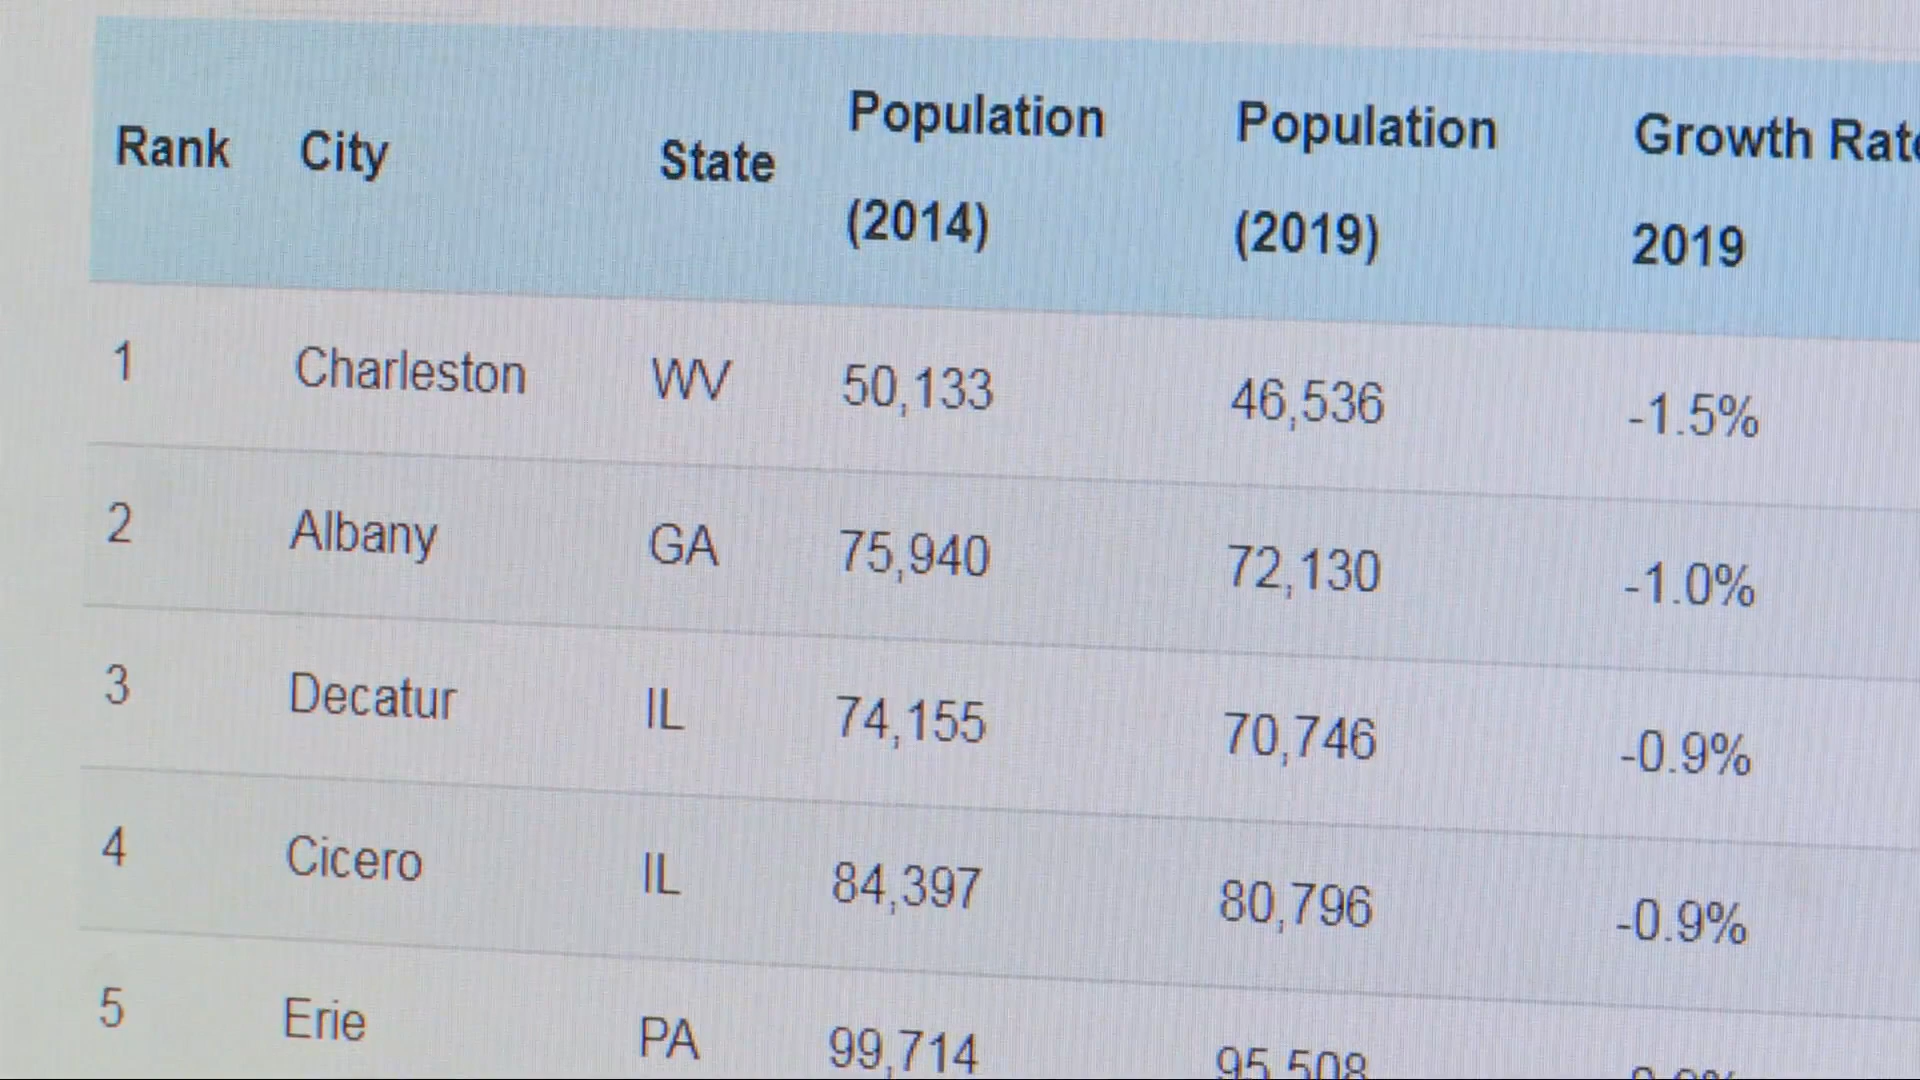 Rank City State Population (2014) Population (2019) Growth Rate 2019
1 Charleston WV 50,133 46,536 -1.5%
2 Albany GA 75,940 72,130 -1.0%
3 Decatur IL 74,155 70,746 -0.9%
4 Cicero IL 84,397 80,796 -0.9%
5 Erie PA 99,714 95,508